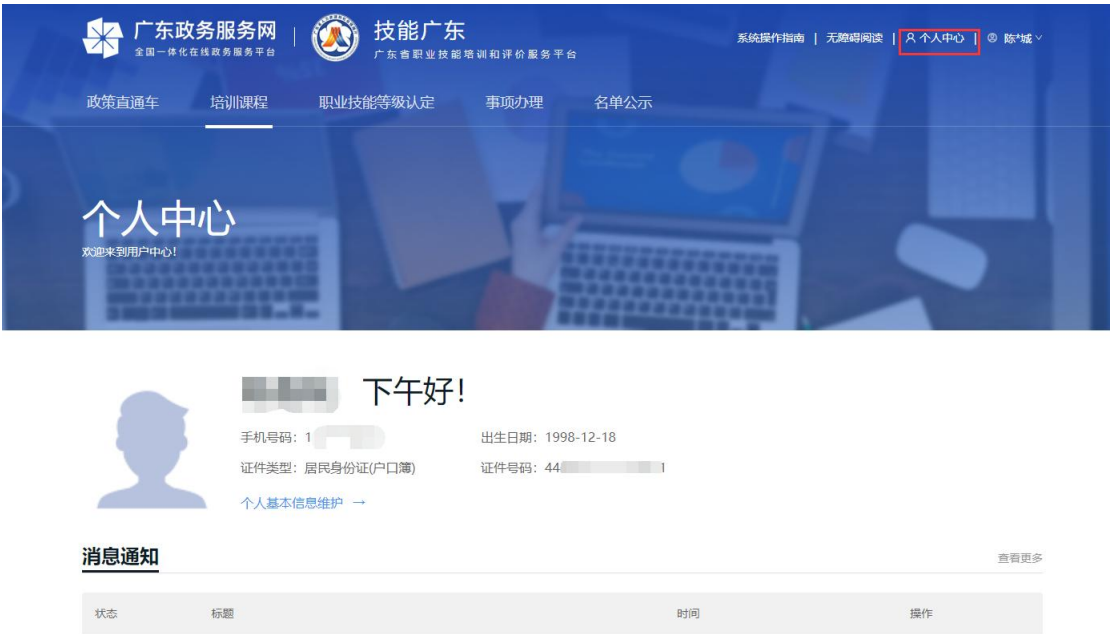 广东政务服务网
全国一体化在线政务服务平台
技能广东
广东省职业技能培训和评价服务平台
系统操作指南 | 无障碍阅读 | 个人中心 | 陈*城
政策直通车 培训课程 职业技能等级认定 事项办理 名单公示
个人中心
欢迎来到用户中心!
下午好!
手机号码: 1 出生日期: 1998-12-18
证件类型: 居民身份证(户口簿) 证件号码: 44 1
个人基本信息维护 →
消息通知 查看更多
状态 标题 时间 操作